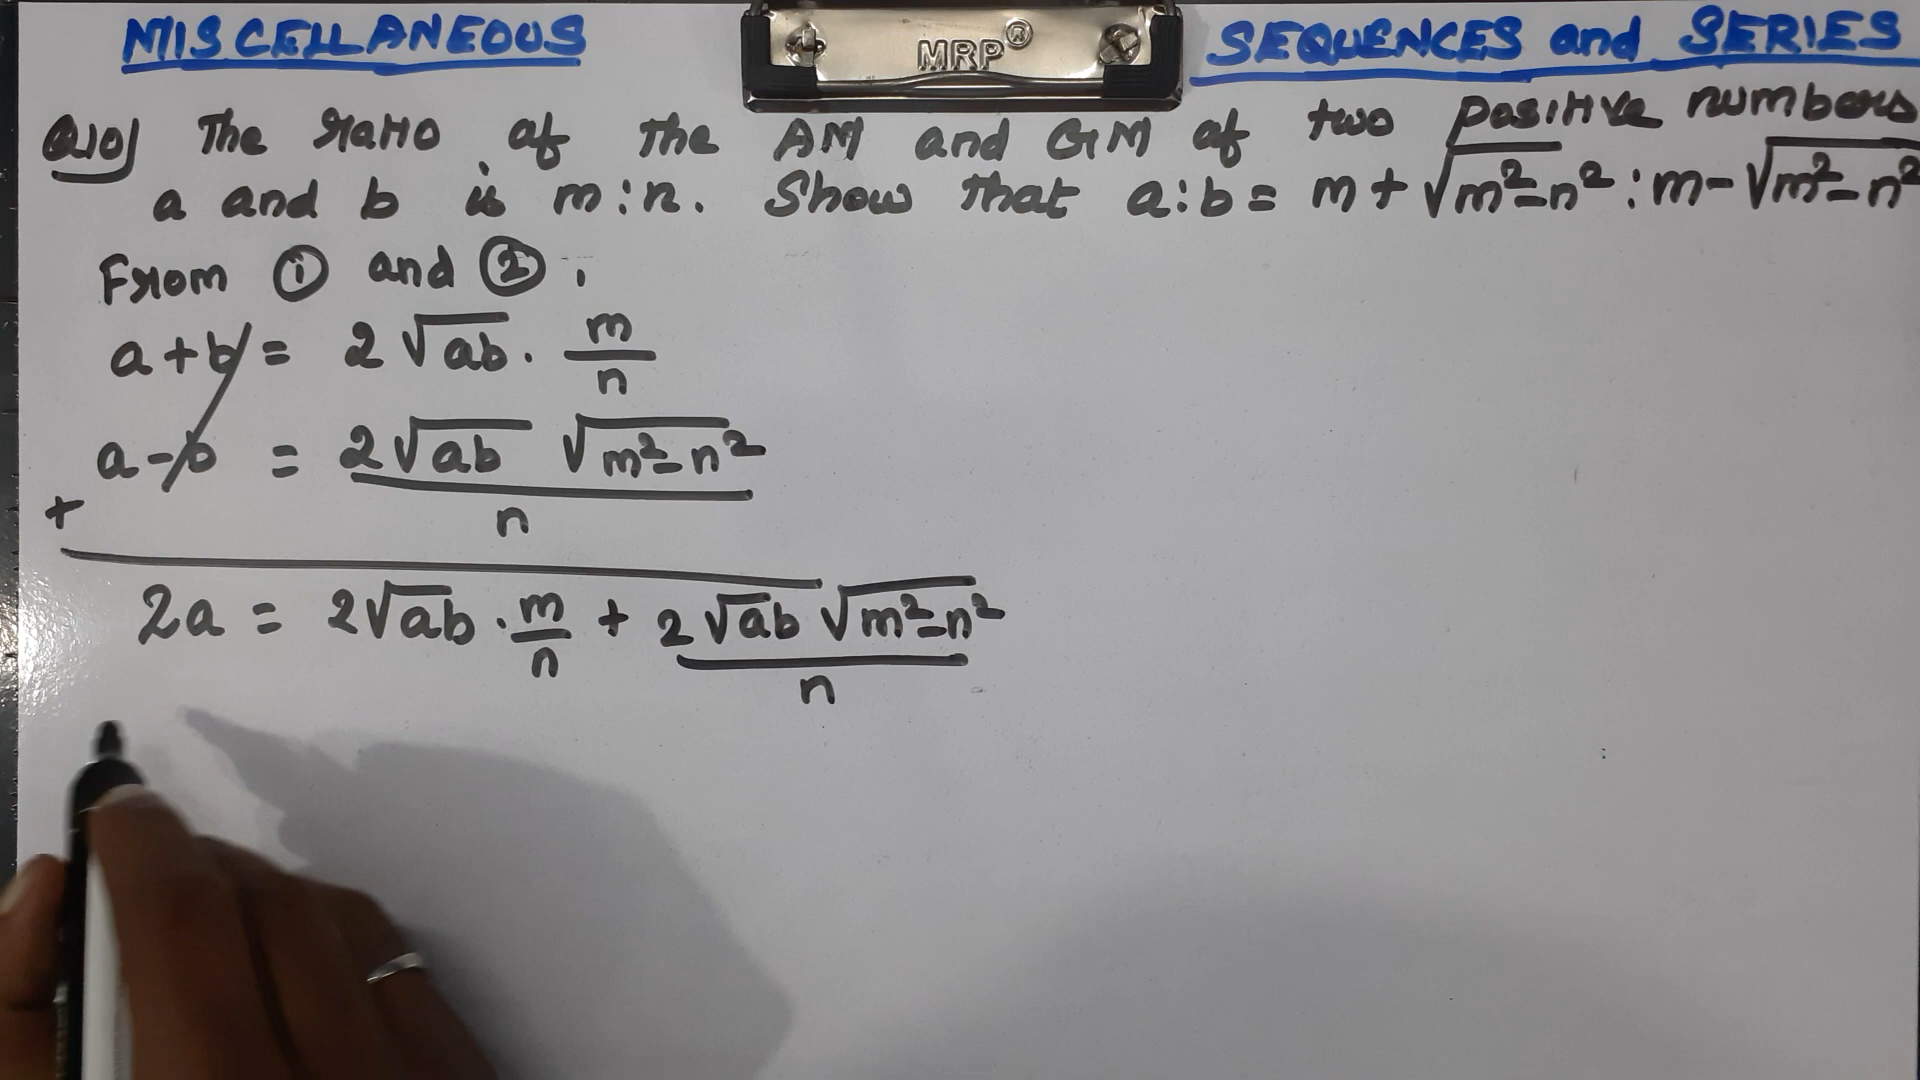 MISCELLANEOUS
MRP®
SEQUENCES and SERIES
Q10) The ratio of the AM and GM of two positive numbers
a and b is m:n. Show that a:b = m+√(m²-n²) : m-√(m²-n²)
From ① and ②,
a+b = 2√ab · m/n
a-b = 2√ab √(m²-n²) / n
+
2a = 2√ab · m/n + 2√ab √(m²-n²) / n